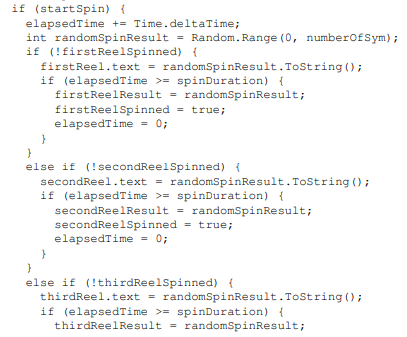 if (startSpin) {
elapsedTime += Time.deltaTime;
int randomSpinResult = Random.Range(0, numberOfSym);
if (!firstReelSpinned) {
firstReel.text = randomSpinResult.ToString();
if (elapsedTime >= spinDuration) {
firstReelResult = randomSpinResult;
firstReelSpinned = true;
elapsedTime = 0;
}
}
else if (!secondReelSpinned) {
secondReel.text = randomSpinResult.ToString();
if (elapsedTime >= spinDuration) {
secondReelResult = randomSpinResult;
secondReelSpinned = true;
elapsedTime = 0;
}
}
else if (!thirdReelSpinned) {
thirdReel.text = randomSpinResult.ToString();
if (elapsedTime >= spinDuration) {
thirdReelResult = randomSpinResult;